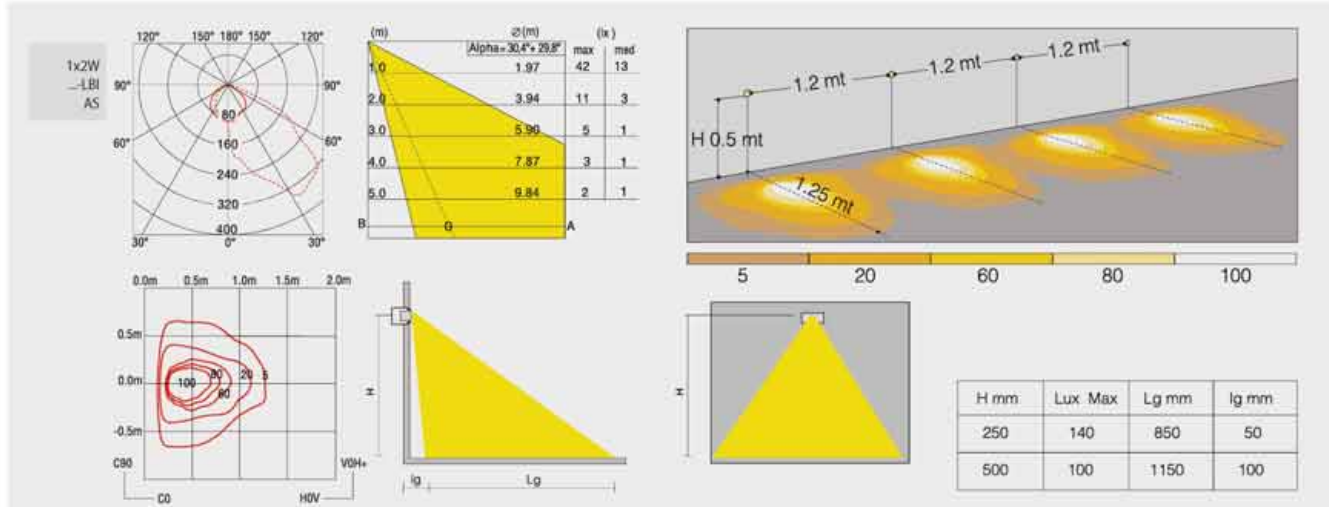 1x2W
...-LBI
AS
120° 150° 180° 150° 120°
90° 90°
80
60° 160 60°
240
320
400
30° 0° 30°
(m) ∅(m) (lx)
Alpha=30,4°+29,8° max med
1.0 1.97 42 13
2.0 3.94 11 3
3.0 5.90 5 1
4.0 7.87 3 1
5.0 9.84 2 1
B O A
1.2 mt
1.2 mt
1.2 mt
H 0.5 mt
1.25 mt
5 20 60 80 100
0.0m 0.5m 1.0m 1.5m 2.0m
0.5m
0.0m 100 80 60 20 5
-0.5m
C90 V0H+
C0 H0V
H
lg Lg
H
H mm Lux Max Lg mm lg mm
250 140 850 50
500 100 1150 100